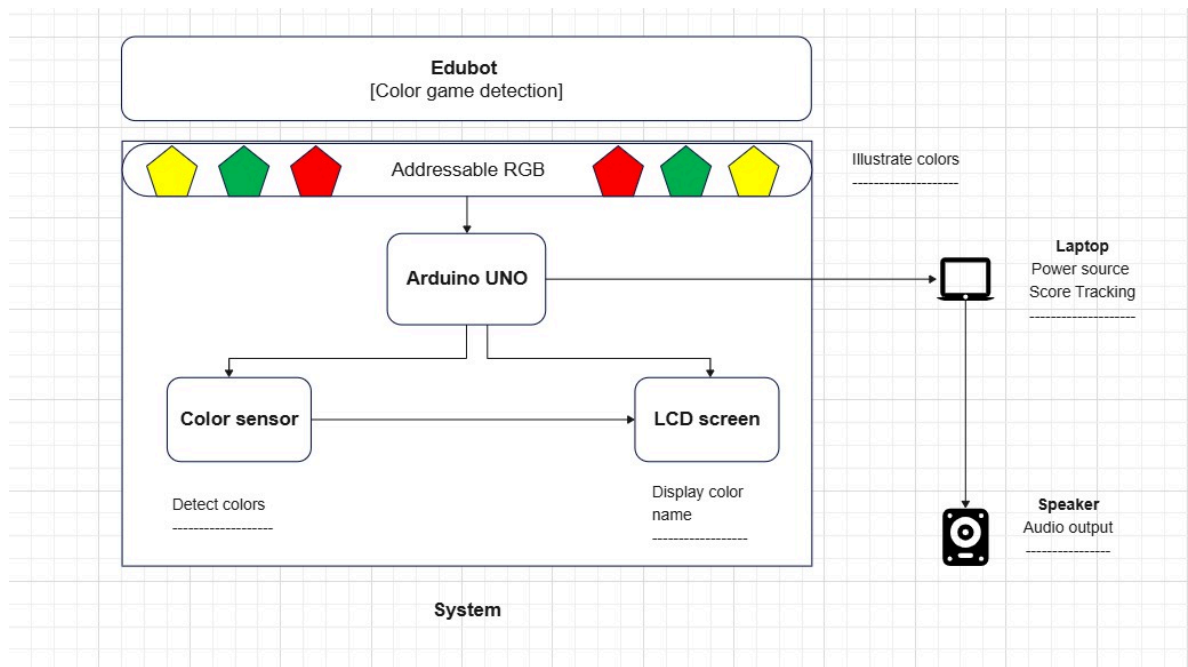 Edubot
[Color game detection]
Addressable RGB
Illustrate colors
--------------------
Arduino UNO
Laptop
Power source
Score Tracking
--------------------
Color sensor
LCD screen
Detect colors
-------------------
Display color
name
------------------
Speaker
Audio output
----------------
System